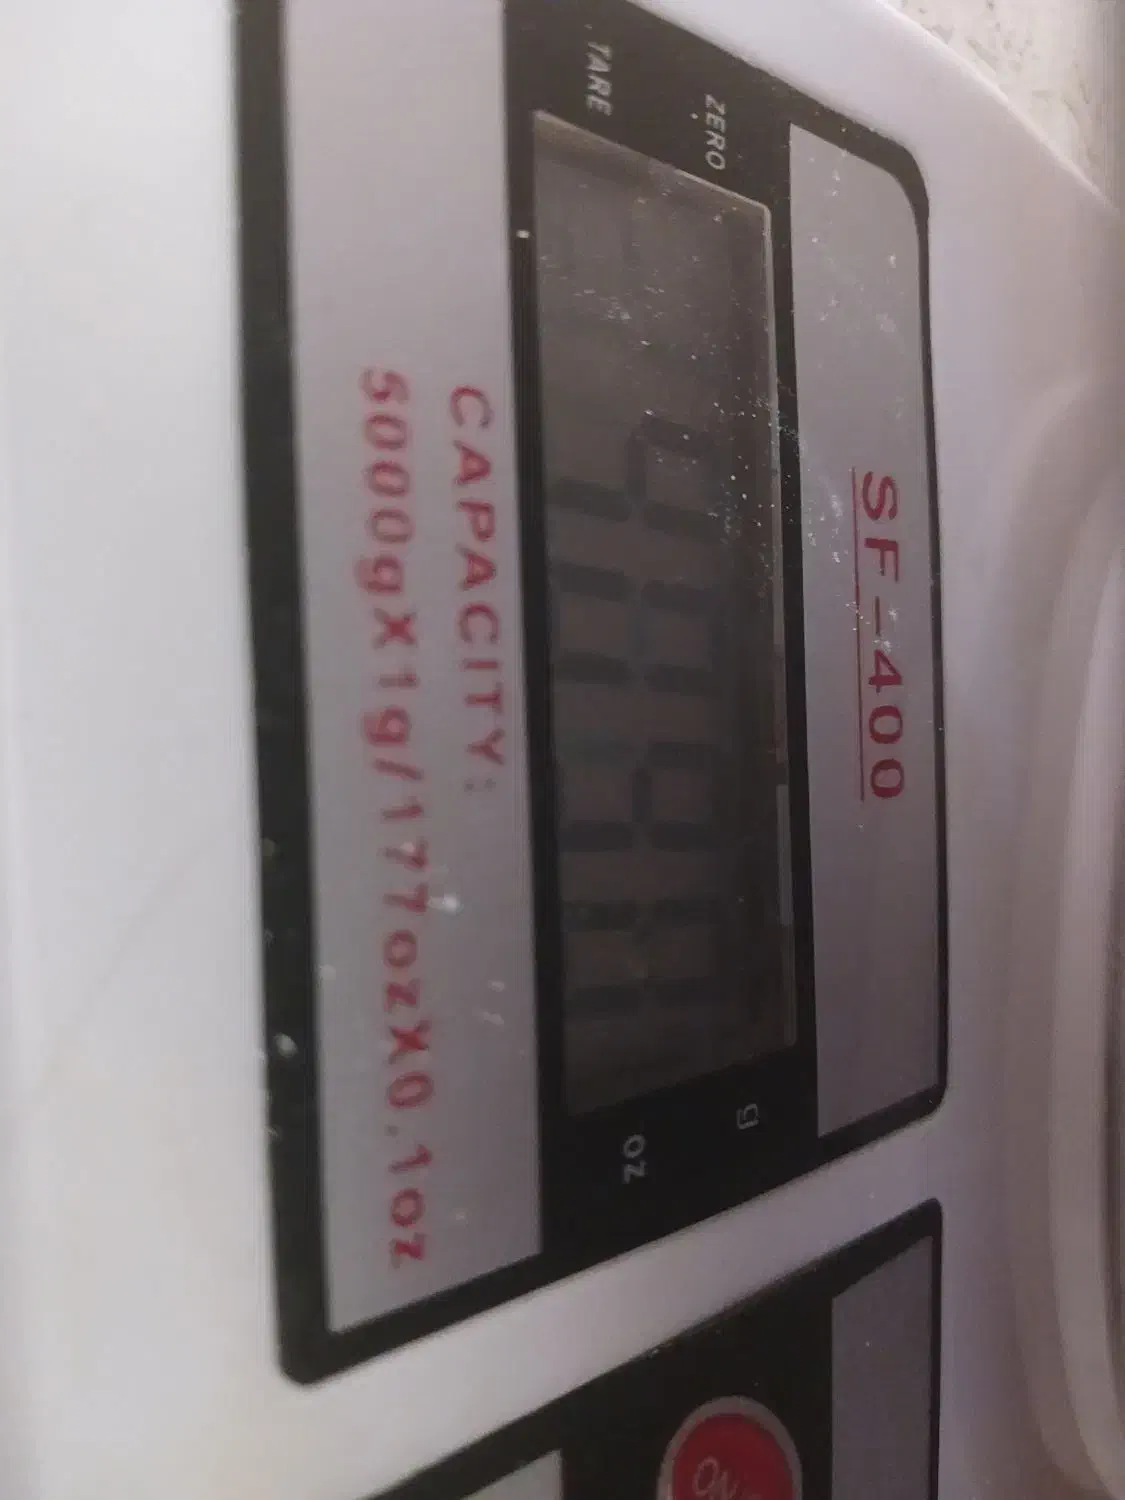 SF-400
ZERO
g
TARE
oz
CAPACITY:
5000gX1g/177ozX0.1oz